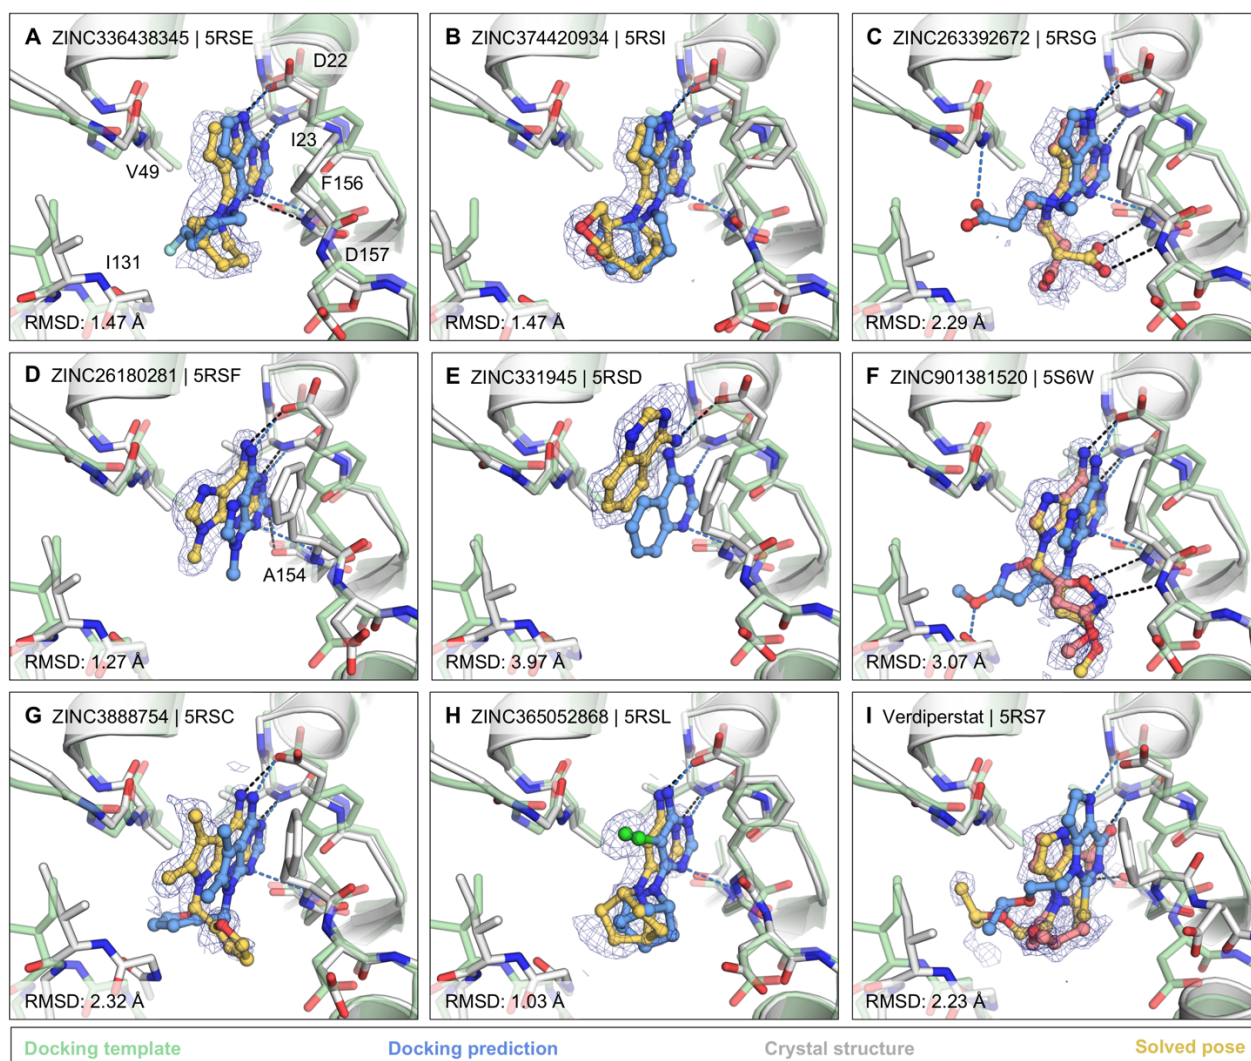 A ZINC336438345 | 5RSE
D22
I23
V49
F156
D157
I131
RMSD: 1.47 Å
B ZINC374420934 | 5RSI
RMSD: 1.47 Å
C ZINC263392672 | 5RSG
RMSD: 2.29 Å
D ZINC26180281 | 5RSF
A154
RMSD: 1.27 Å
E ZINC331945 | 5RSD
RMSD: 3.97 Å
F ZINC901381520 | 5S6W
RMSD: 3.07 Å
G ZINC3888754 | 5RSC
RMSD: 2.32 Å
H ZINC365052868 | 5RSL
RMSD: 1.03 Å
I Verdiperstat | 5RS7
RMSD: 2.23 Å
Docking template Docking prediction Crystal structure Solved pose